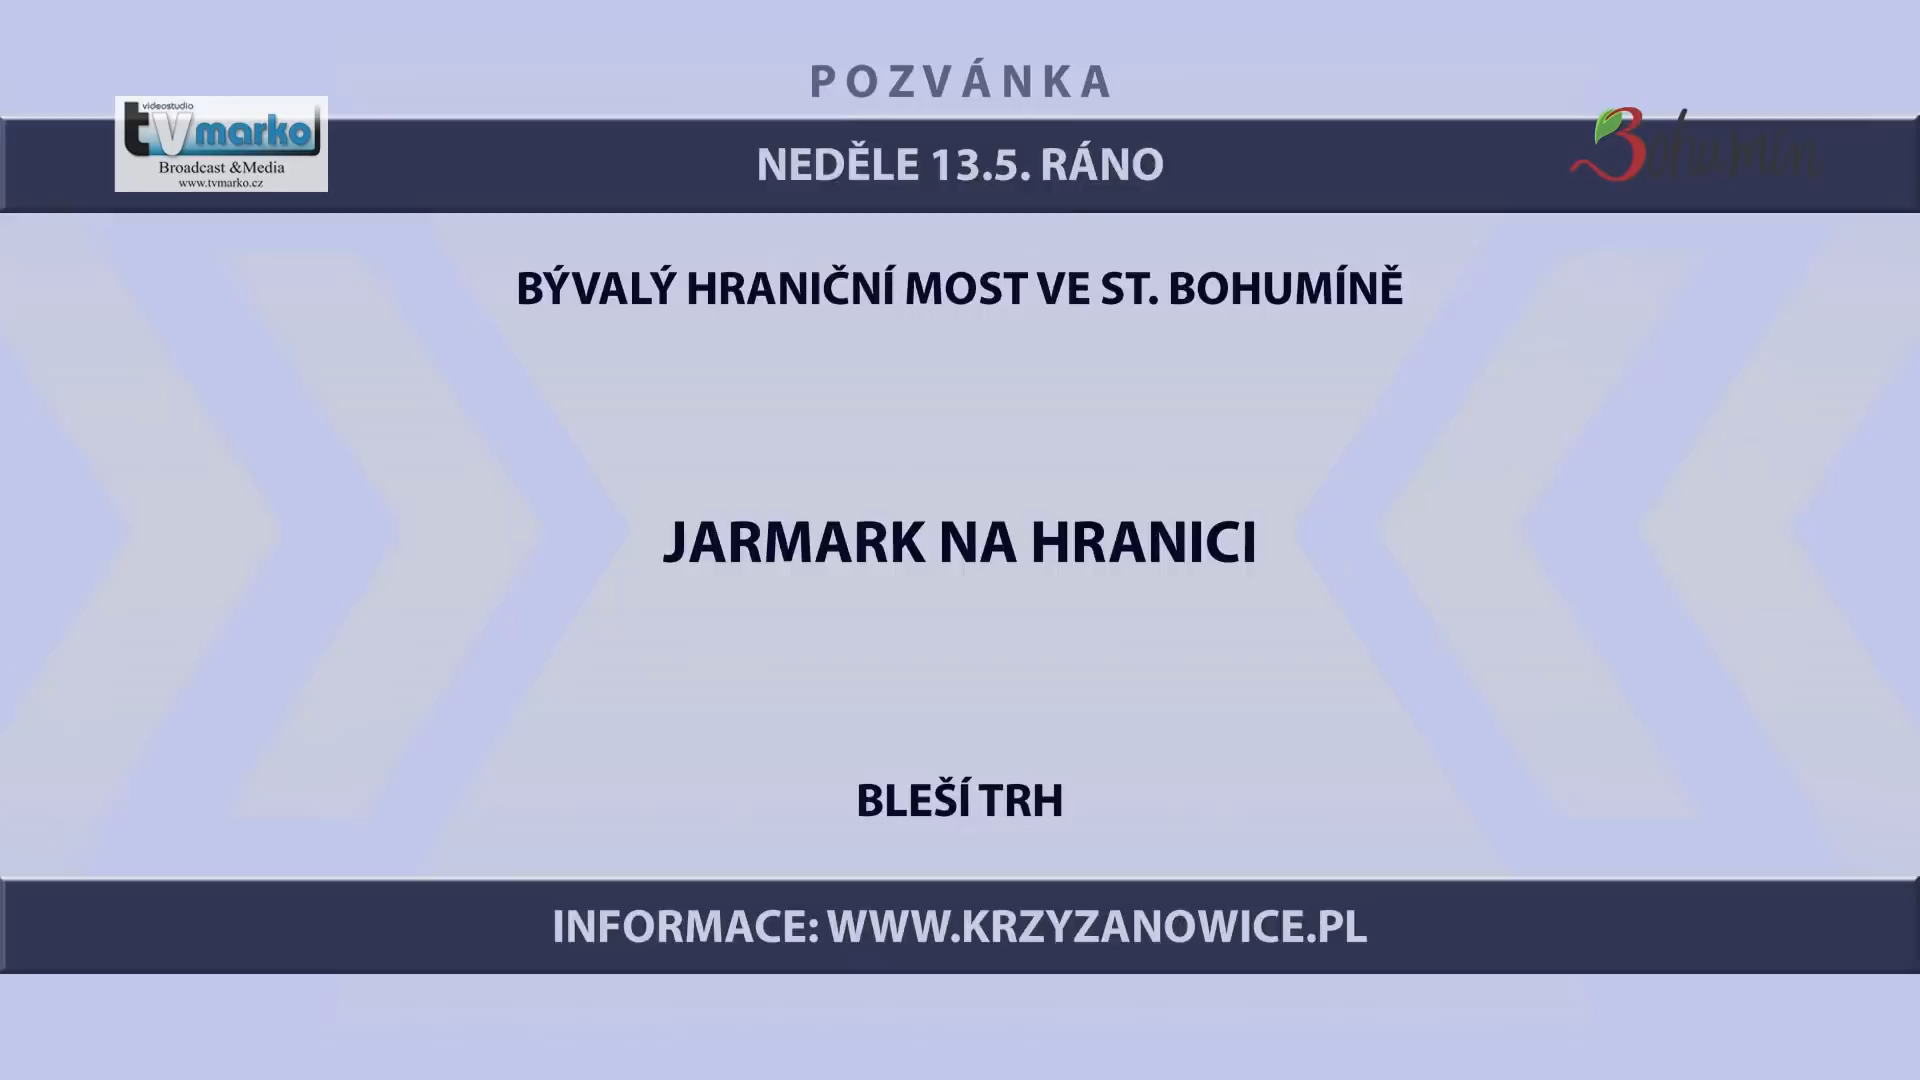 POZVÁNKA
videostudio
tvmarko
Broadcast &Media
www.tvmarko.cz
NEDĚLE 13.5. RÁNO
Bohumín
BÝVALÝ HRANIČNÍ MOST VE ST. BOHUMÍNĚ
JARMARK NA HRANICI
BLEŠÍ TRH
INFORMACE: WWW.KRZYZANOWICE.PL